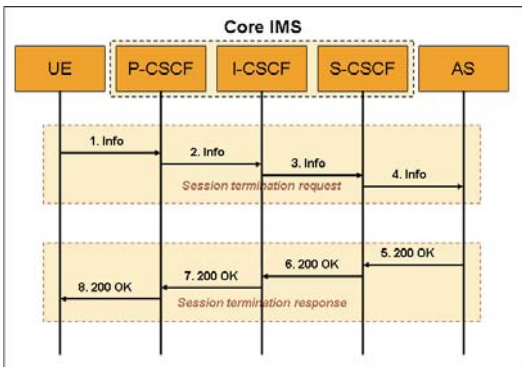 Core IMS
UE
P-CSCF
I-CSCF
S-CSCF
AS
1. Info
2. Info
3. Info
4. Info
Session termination request
5. 200 OK
6. 200 OK
7. 200 OK
8. 200 OK
Session termination response